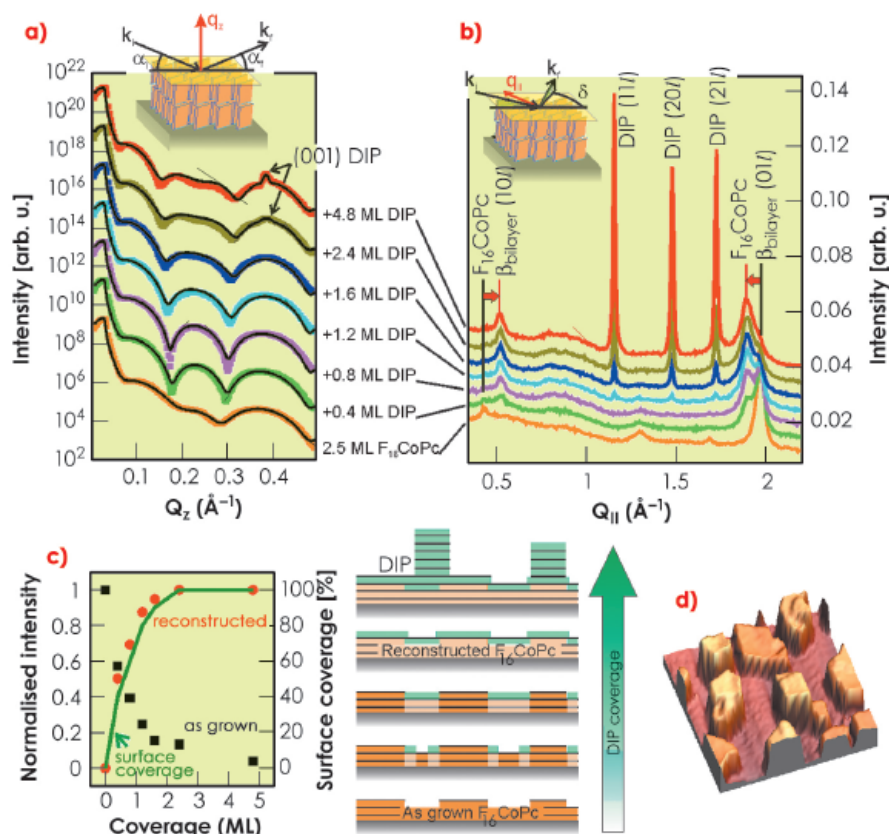 a)
q_z
k_i
k_f
α_i
α_f
10^22
10^20
10^18
10^16
10^14
10^12
10^10
10^8
10^6
10^4
10^2
Intensity [arb. u.]
(001) DIP
0.1 0.2 0.3 0.4
Q_z (Å⁻¹)
+4.8 ML DIP
+2.4 ML DIP
+1.6 ML DIP
+1.2 ML DIP
+0.8 ML DIP
+0.4 ML DIP
2.5 ML F₁₆CoPc
b)
k_i
q_||
k_f
δ
F₁₆CoPc
β_bilayer (10l)
DIP (11l)
DIP (20l)
DIP (21l)
F₁₆CoPc
β_bilayer (01l)
0.14
0.12
0.10
0.08
0.06
0.04
0.02
Intensity [arb. u.]
0.5 1 1.5 2
Q_|| (Å⁻¹)
c)
1
0.8
0.6
0.4
0.2
0
Normalised intensity
100
80
60
40
20
0
Surface coverage [%]
reconstructed
as grown
surface
coverage
0 1 2 3 4 5
Coverage (ML)
DIP
Reconstructed F₁₆CoPc
As grown F₁₆CoPc
DIP coverage
d)